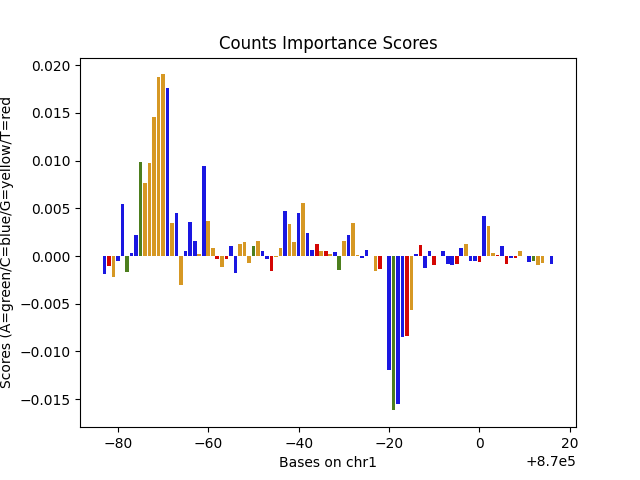 Counts Importance Scores
Scores (A=green/C=blue/G=yellow/T=red
0.020
0.015
0.010
0.005
0.000
−0.005
−0.010
−0.015
−80 −60 −40 −20 0 20
+8.7e5
Bases on chr1